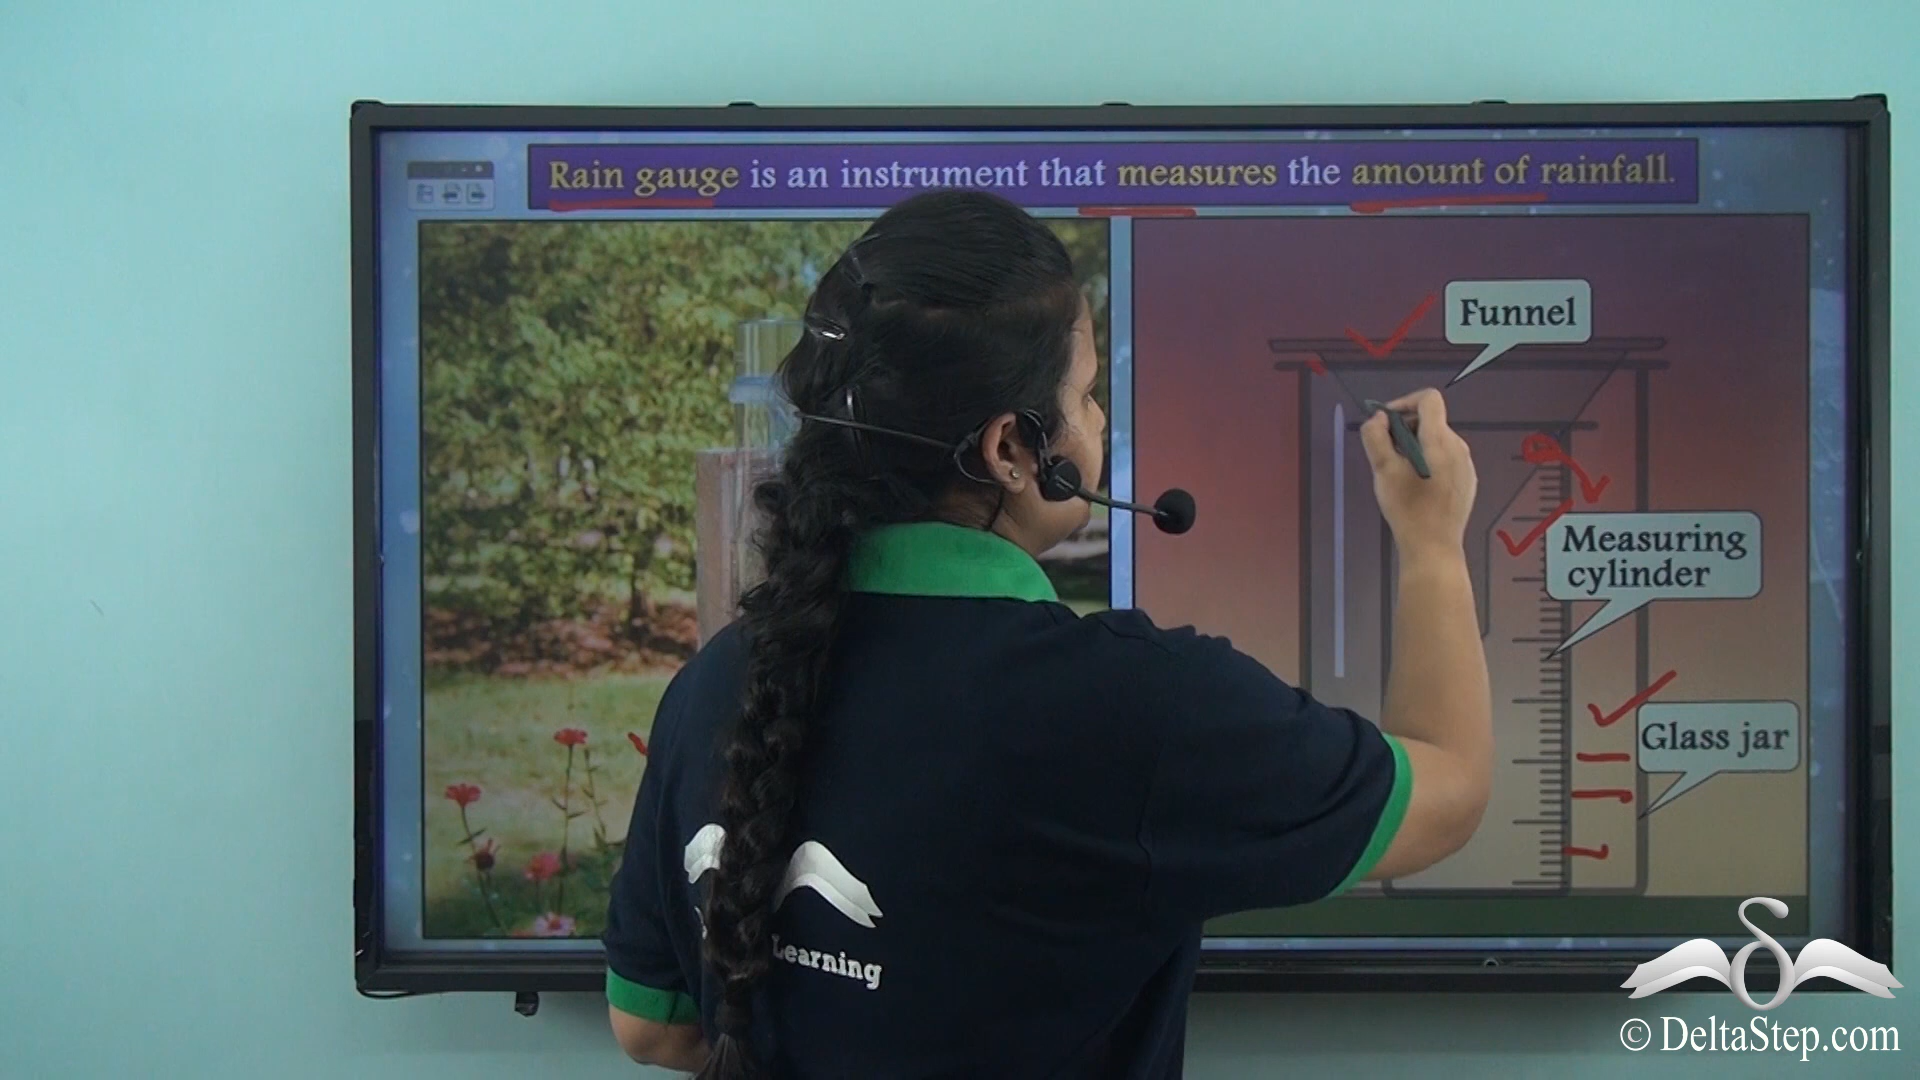 Rain gauge is an instrument that measures the amount of rainfall.
Funnel
Measuring
cylinder
Glass jar
Learning
© DeltaStep.com